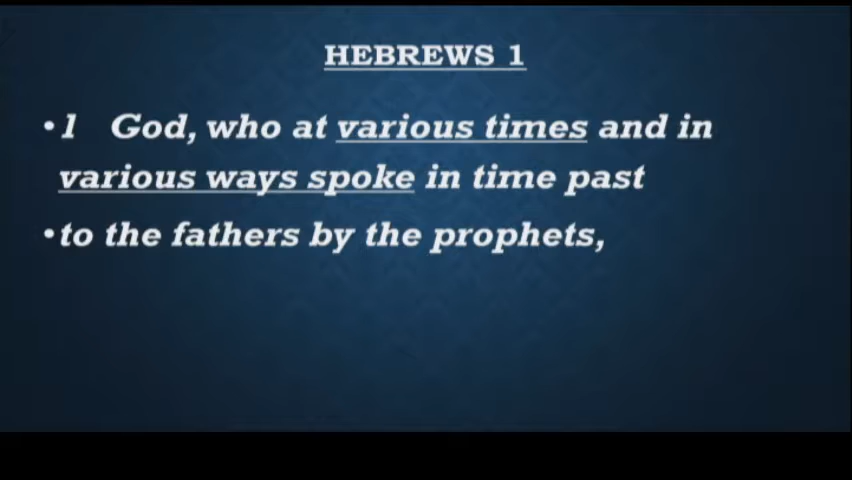 HEBREWS 1
•1 God, who at various times and in
various ways spoke in time past
•to the fathers by the prophets,